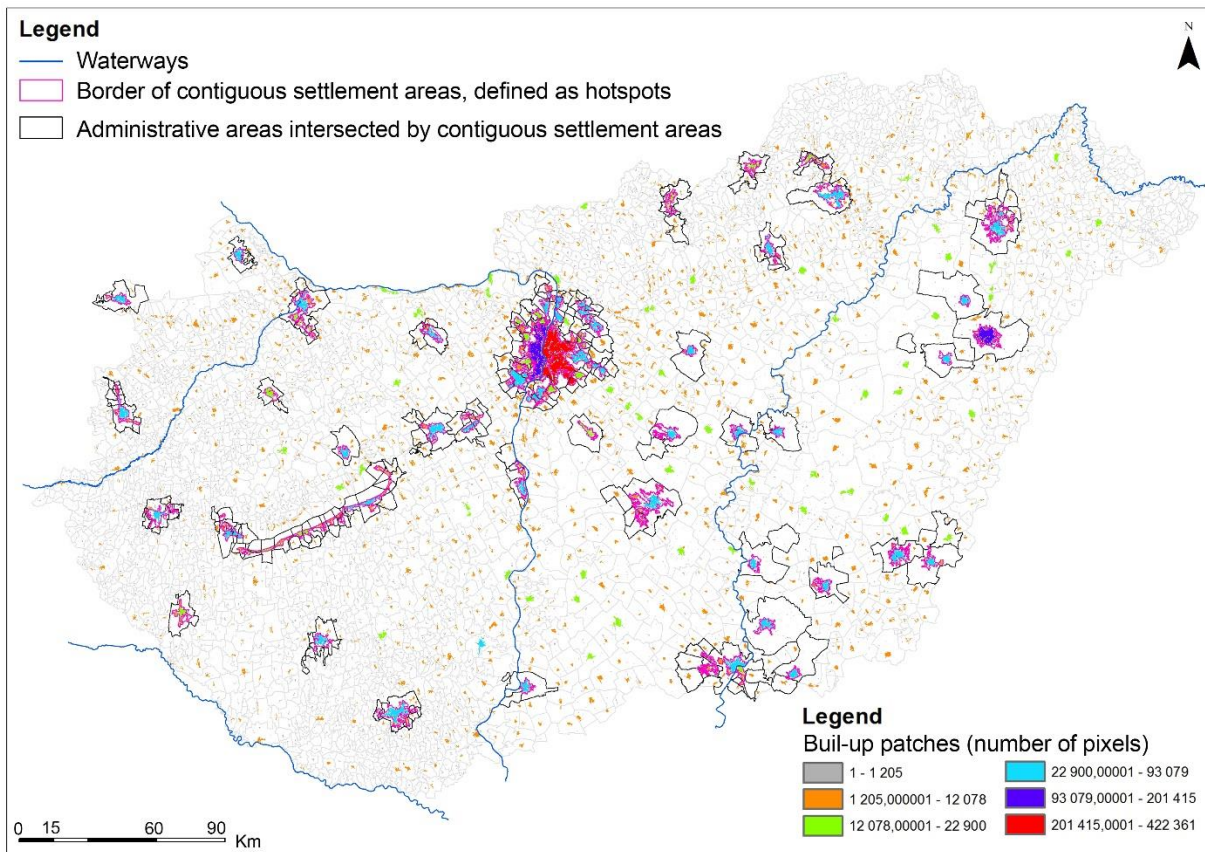 Legend
Waterways
Border of contiguous settlement areas, defined as hotspots
Administrative areas intersected by contiguous settlement areas
N
Legend
Buil-up patches (number of pixels)
1 - 1 205
1 205,000001 - 12 078
12 078,00001 - 22 900
22 900,00001 - 93 079
93 079,00001 - 201 415
201 415,0001 - 422 361
0 15 60 90
Km